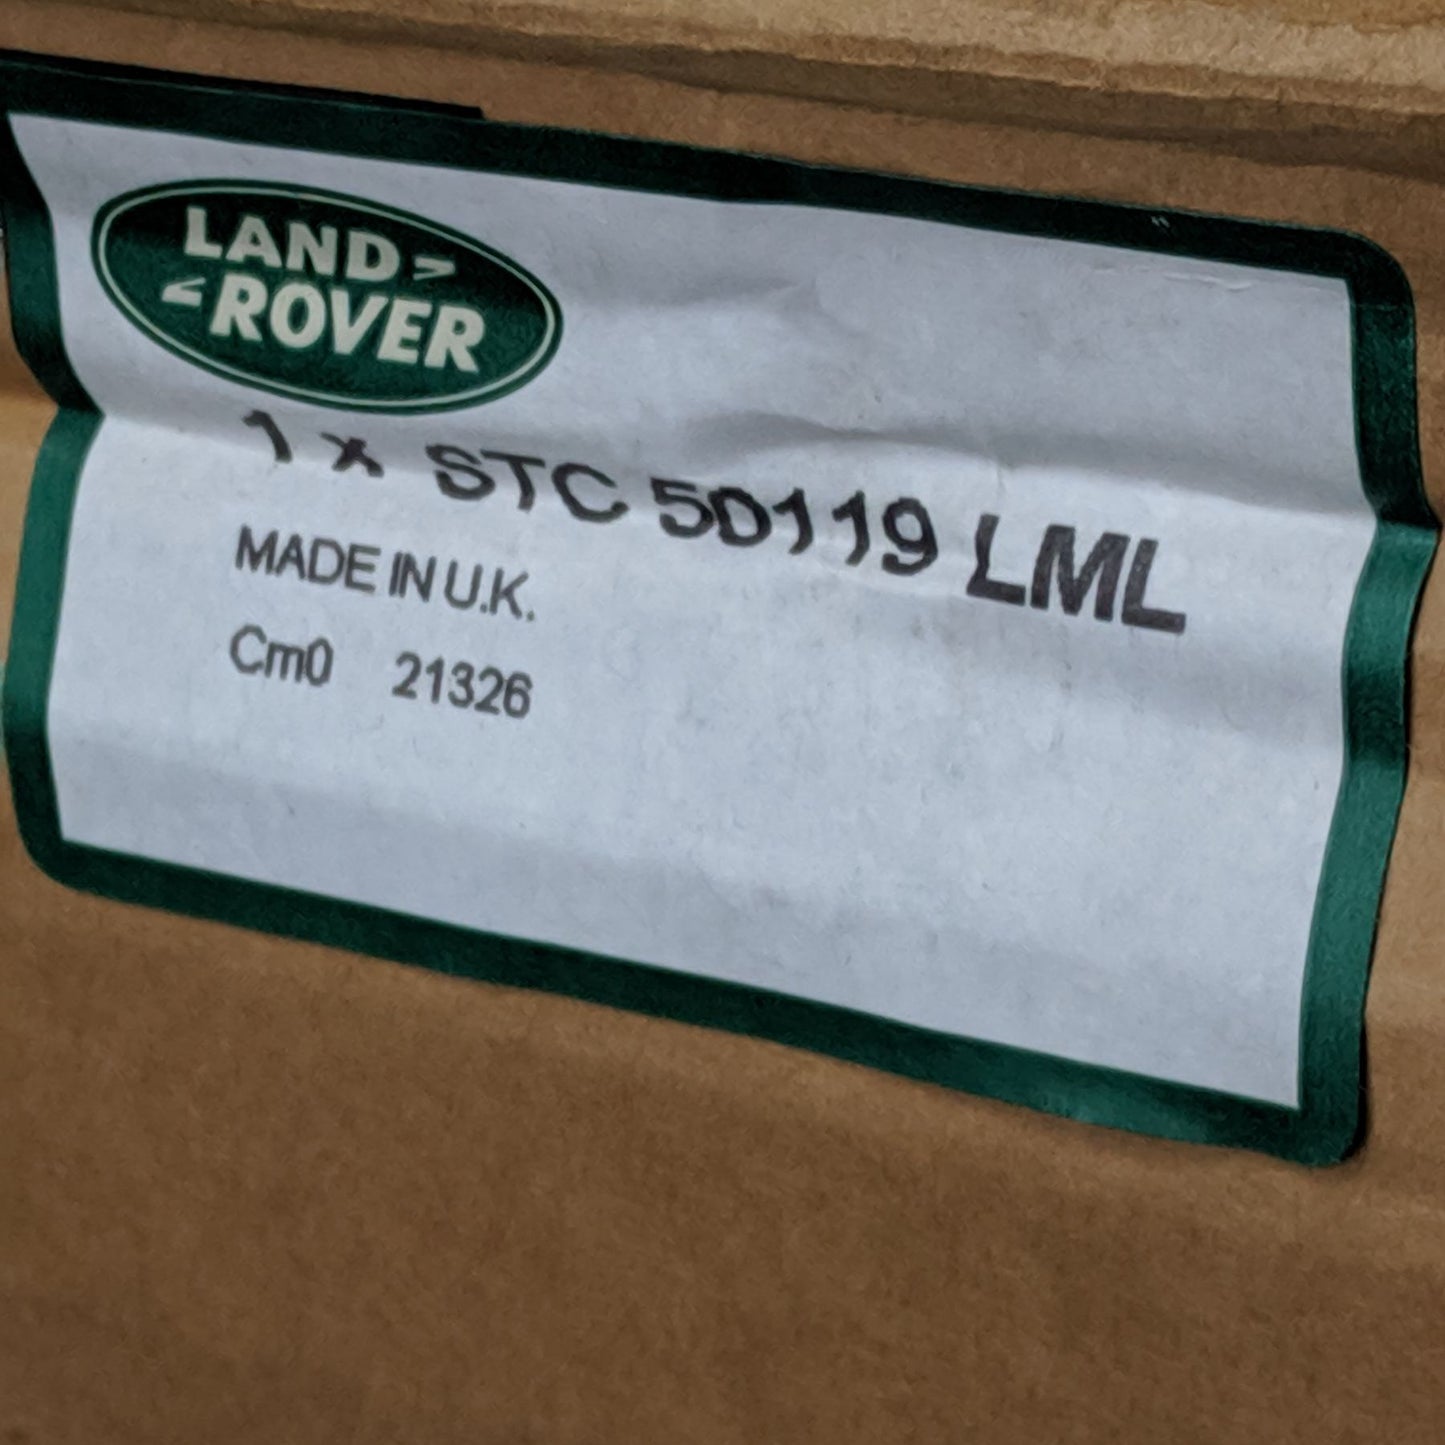 LAND
ROVER
1 x STC 50119 LML
MADE IN U.K.
Cm0 21326